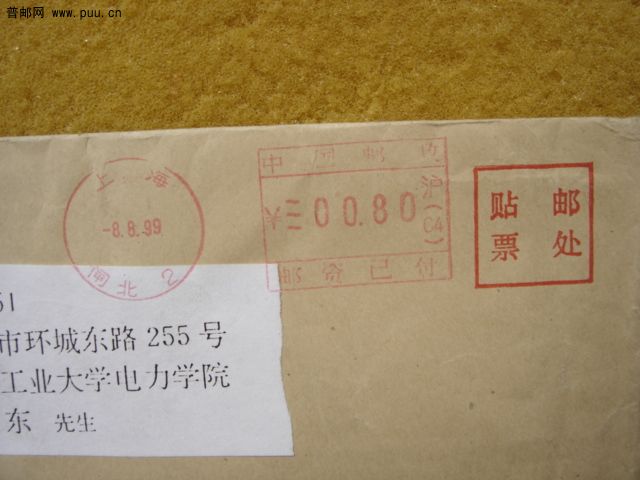 普邮网 www.puu.cn
上海
-8.8.99
闸北 2
中国邮政
¥ 00.80
沪(C4)
邮资已付
贴邮
票处
51
市环城东路 255 号
工业大学电力学院
东 先生